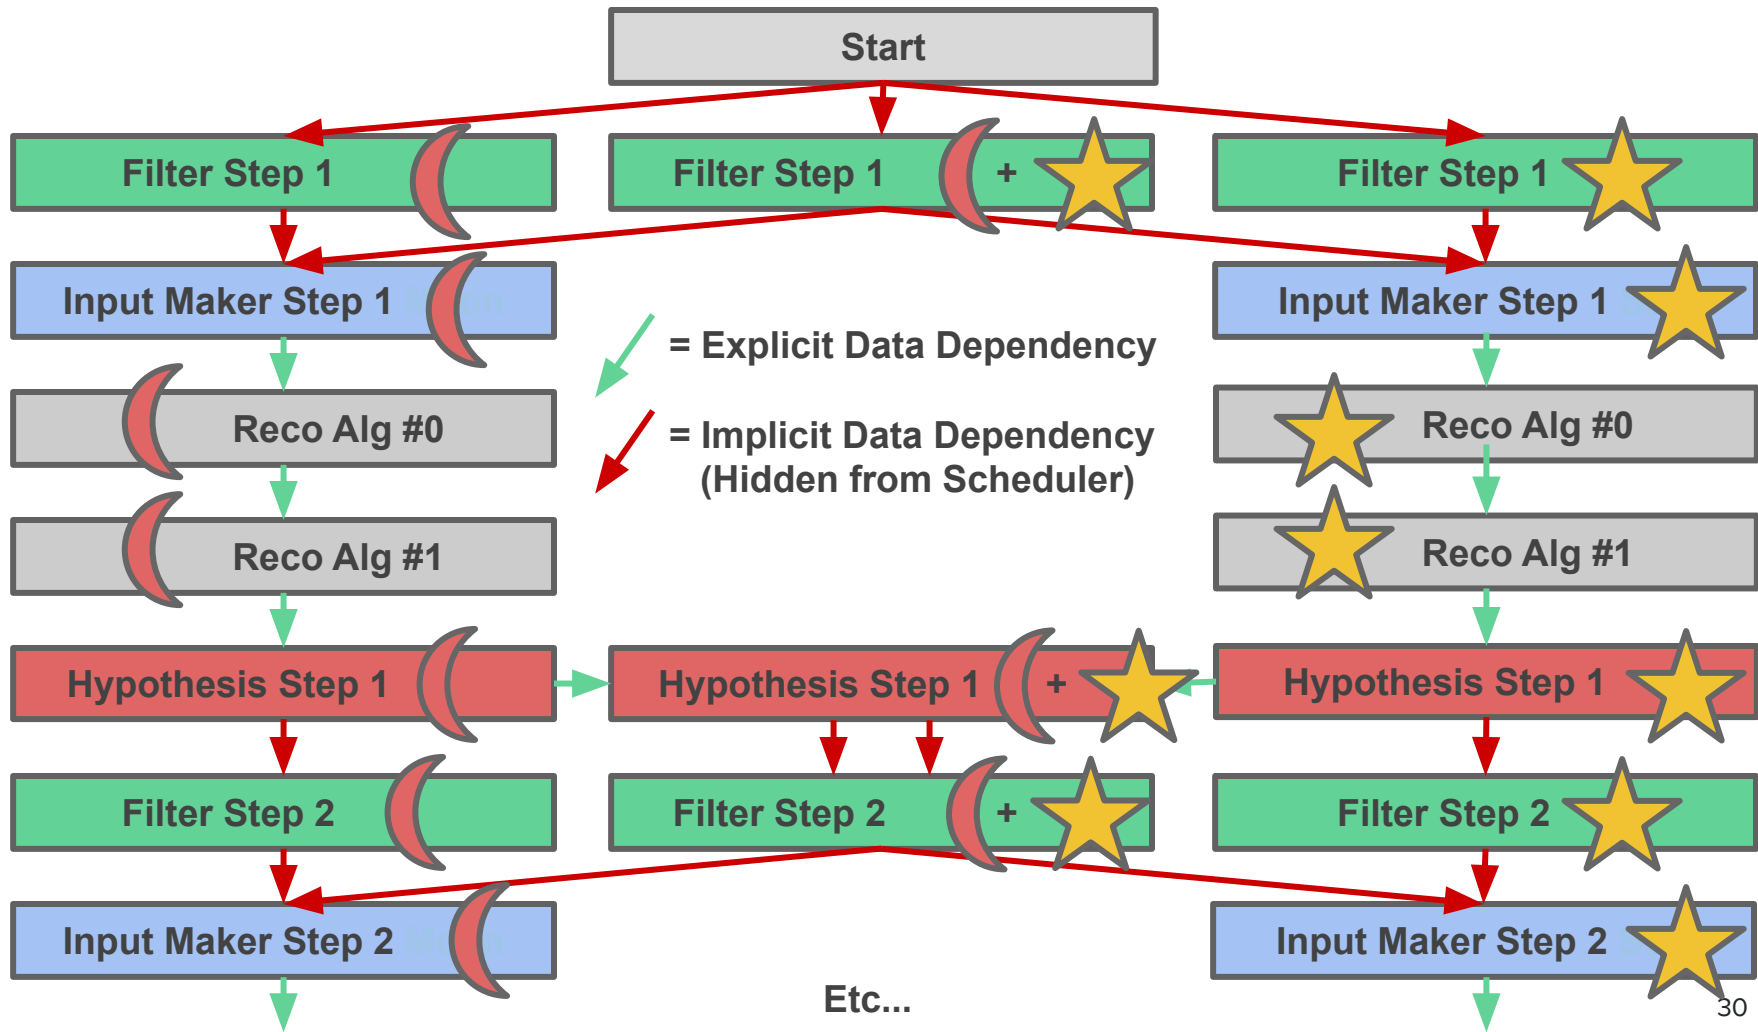 Start
Filter Step 1
Filter Step 1 +
Filter Step 1
Input Maker Step 1
Input Maker Step 1
= Explicit Data Dependency
Reco Alg #0
= Implicit Data Dependency
(Hidden from Scheduler)
Reco Alg #0
Reco Alg #1
Reco Alg #1
Hypothesis Step 1
Hypothesis Step 1 +
Hypothesis Step 1
Filter Step 2
Filter Step 2 +
Filter Step 2
Input Maker Step 2
Input Maker Step 2
Etc...
30